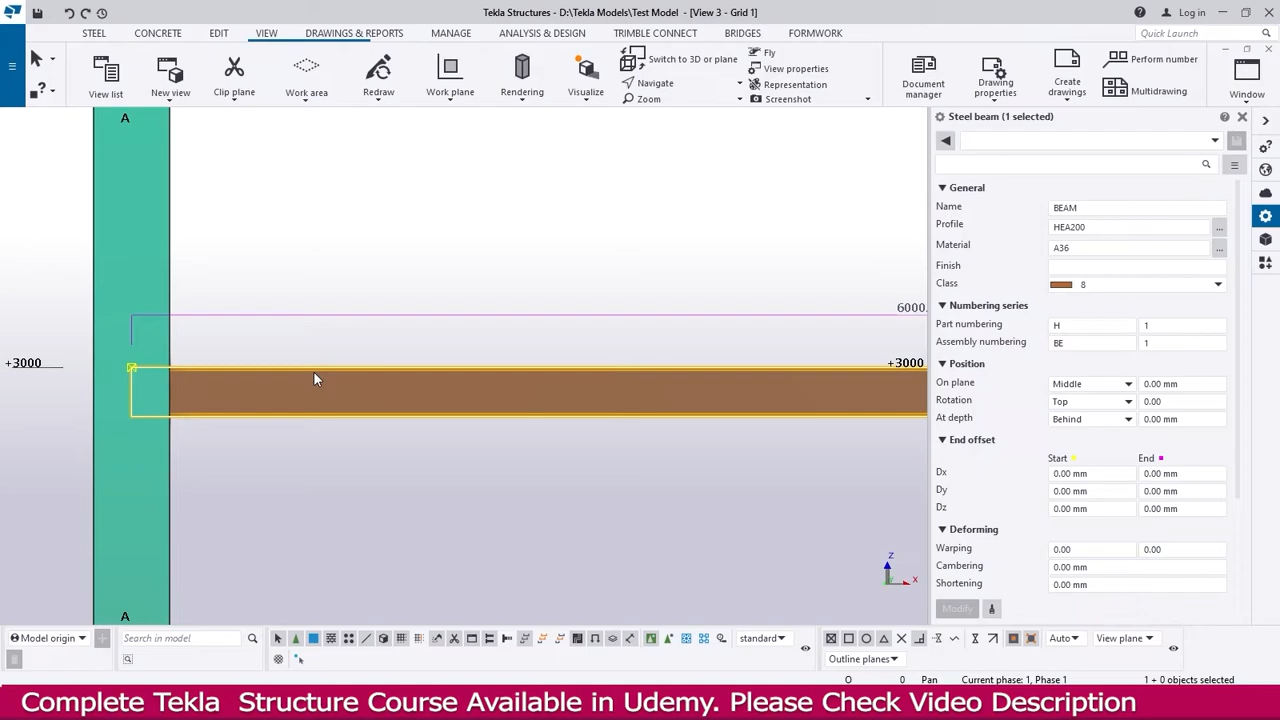 Tekla Structures - D:\Tekla Models\Test Model - [View 3 - Grid 1]
Log in
STEEL CONCRETE EDIT VIEW DRAWINGS & REPORTS MANAGE ANALYSIS & DESIGN TRIMBLE CONNECT BRIDGES FORMWORK
Quick Launch
View list
New view
Clip plane
Work area
Redraw
Work plane
Rendering
Visualize
Switch to 3D or plane
Navigate
Zoom
Fly
View properties
Representation
Screenshot
Document manager
Drawing properties
Create drawings
Perform number
Multidrawing
Window
A
6000.
+3000
+3000
A
Z
X
Steel beam (1 selected)
General
Name BEAM
Profile HEA200 ...
Material A36 ...
Finish
Class 8
Numbering series
Part numbering H 1
Assembly numbering BE 1
Position
On plane Middle 0.00 mm
Rotation Top 0.00
At depth Behind 0.00 mm
End offset
Start End
Dx 0.00 mm 0.00 mm
Dy 0.00 mm 0.00 mm
Dz 0.00 mm 0.00 mm
Deforming
Warping 0.00 0.00
Cambering 0.00 mm
Shortening 0.00 mm
Modify
Model origin
Search in model
standard
Auto
View plane
Outline planes
O 0 Pan Current phase: 1, Phase 1 1 + 0 objects selected
Complete Tekla Structure Course Available in Udemy. Please Check Video Description